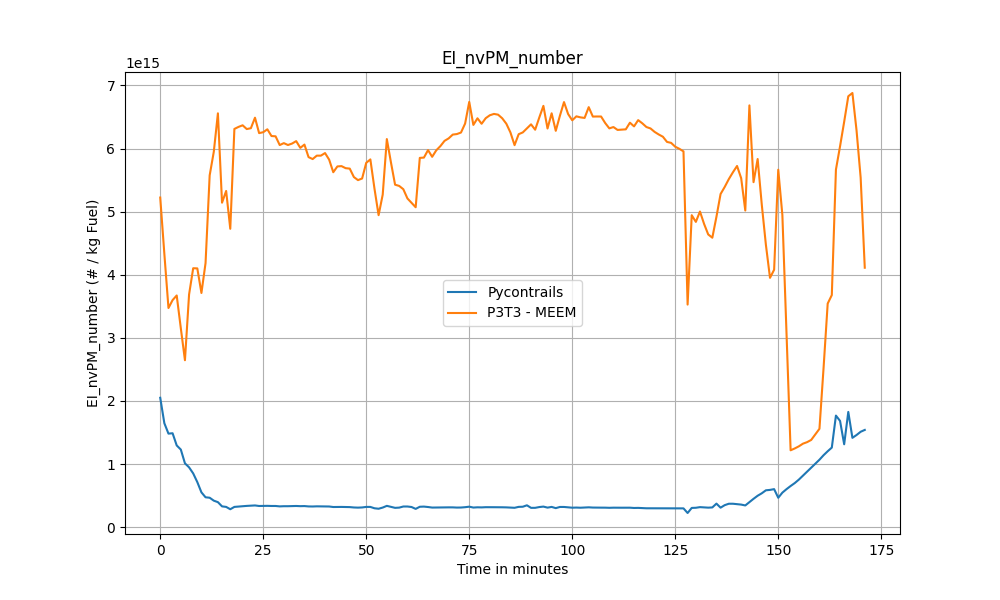 EI_nvPM_number
1e15
7
6
5
4
3
2
1
0
EI_nvPM_number (# / kg Fuel)
Pycontrails
P3T3 - MEEM
0 25 50 75 100 125 150 175
Time in minutes